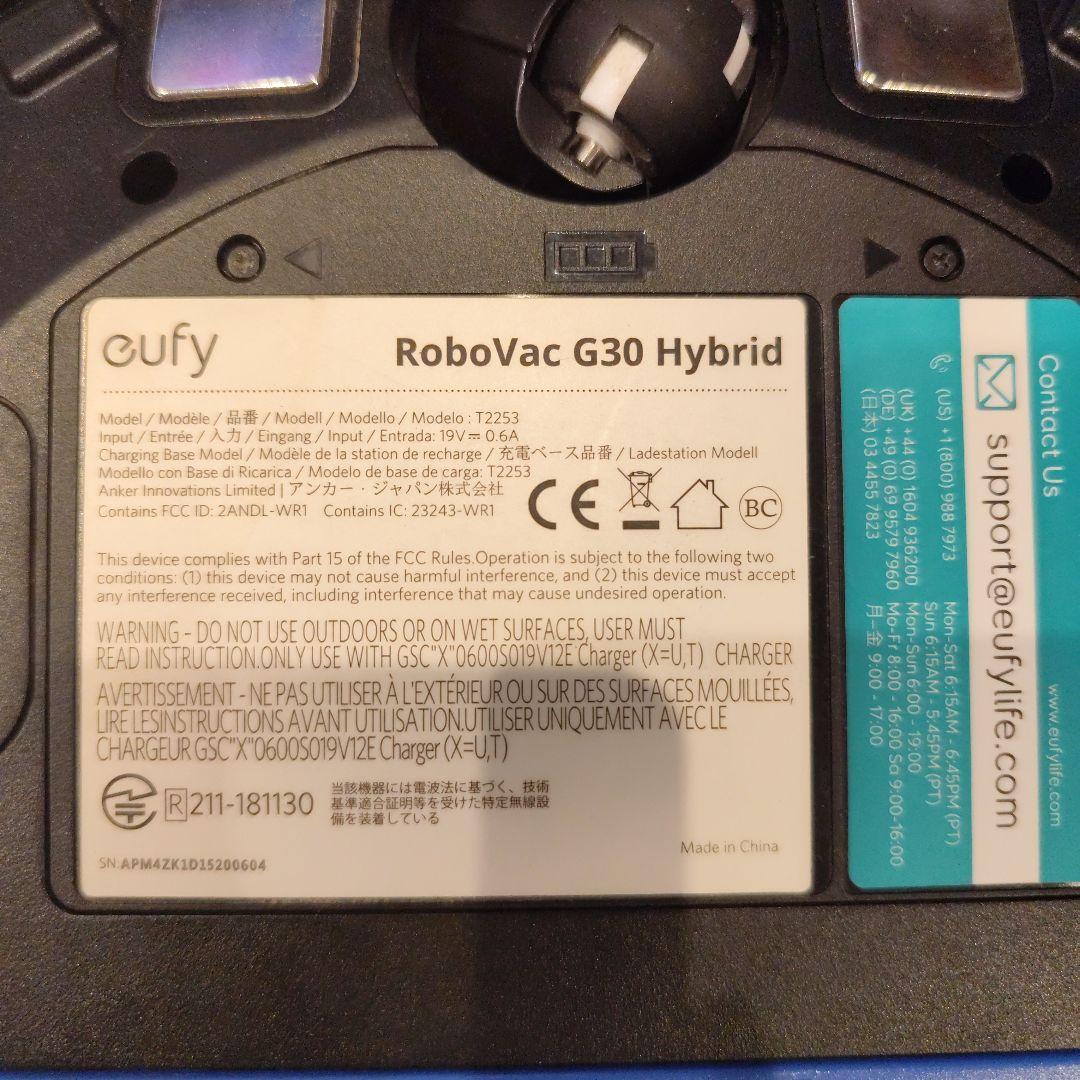 eufy
RoboVac G30 Hybrid
Model / Modèle / 品番 / Modell / Modello / Modelo : T2253
Input / Entrée / 入力 / Eingang / Input / Entrada: 19V⎓ 0.6A
Charging Base Model / Modèle de la station de recharge / 充電ベース品番 / Ladestation Modell
Modello con Base di Ricarica / Modelo de base de carga: T2253
Anker Innovations Limited | アンカー・ジャパン株式会社
Contains FCC ID: 2ANDL-WR1 Contains IC: 23243-WR1
CE
BC
This device complies with Part 15 of the FCC Rules.Operation is subject to the following two
conditions: (1) this device may not cause harmful interference, and (2) this device must accept
any interference received, including interference that may cause undesired operation.
WARNING - DO NOT USE OUTDOORS OR ON WET SURFACES, USER MUST
READ INSTRUCTION.ONLY USE WITH GSC"X"0600S019V12E Charger (X=U,T) CHARGER
AVERTISSEMENT - NE PAS UTILISER À L'EXTÉRIEUR OU SUR DES SURFACES MOUILLÉES,
LIRE LESINSTRUCTIONS AVANT UTILISATION.UTILISER UNIQUEMENT AVEC LE
CHARGEUR GSC"X"0600S019V12E Charger (X=U,T)
R 211-181130
当該機器には電波法に基づく、技術
基準適合証明等を受けた特定無線設
備を装着している
Made in China
SN:APM4ZK1D15200604
Contact Us
www.eufylife.com
support@eufylife.com
(US) +1 (800) 988 7973 Mon-Sat 6:15AM - 6:45PM (PT)
Sun 6:15AM - 5:45PM (PT)
(UK) +44 (0) 1604 936200 Mon-Sun 6:00 - 19:00
(DE) +49 (0) 69 9579 7960 Mo-Fr 8:00 - 16:00 Sa 9:00-16:00
(日本) 03 4455 7823 月-金 9:00 - 17:00